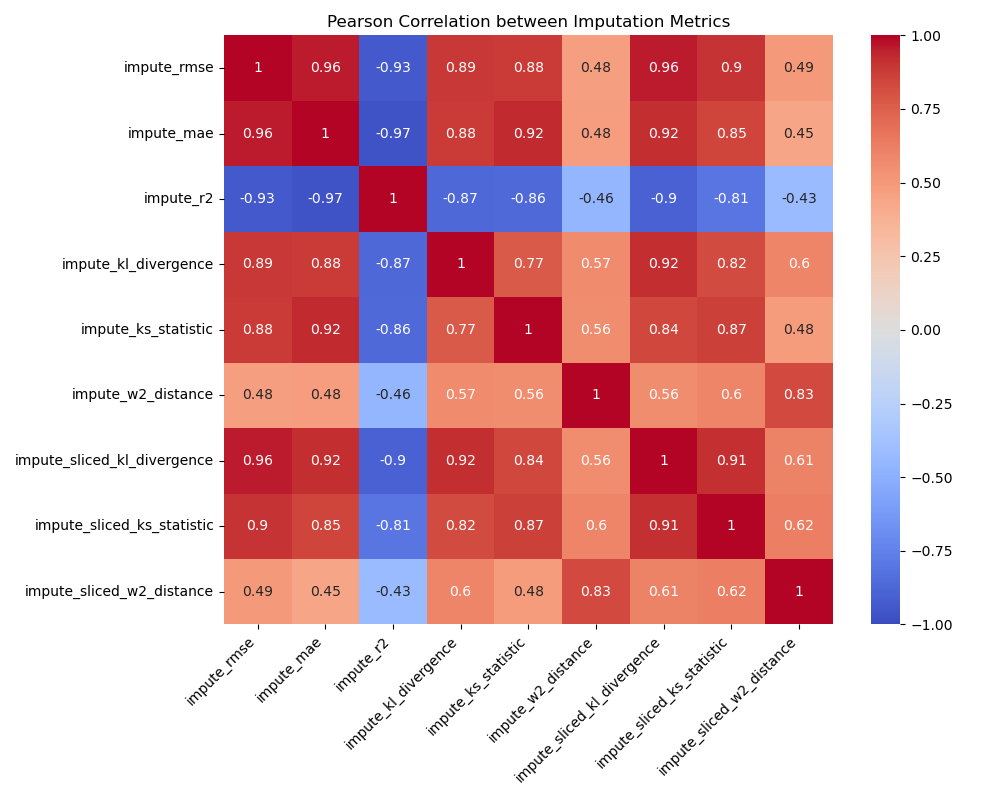 Pearson Correlation between Imputation Metrics
impute_rmse 1 0.96 -0.93 0.89 0.88 0.48 0.96 0.9 0.49
impute_mae 0.96 1 -0.97 0.88 0.92 0.48 0.92 0.85 0.45
impute_r2 -0.93 -0.97 1 -0.87 -0.86 -0.46 -0.9 -0.81 -0.43
impute_kl_divergence 0.89 0.88 -0.87 1 0.77 0.57 0.92 0.82 0.6
impute_ks_statistic 0.88 0.92 -0.86 0.77 1 0.56 0.84 0.87 0.48
impute_w2_distance 0.48 0.48 -0.46 0.57 0.56 1 0.56 0.6 0.83
impute_sliced_kl_divergence 0.96 0.92 -0.9 0.92 0.84 0.56 1 0.91 0.61
impute_sliced_ks_statistic 0.9 0.85 -0.81 0.82 0.87 0.6 0.91 1 0.62
impute_sliced_w2_distance 0.49 0.45 -0.43 0.6 0.48 0.83 0.61 0.62 1
impute_rmse
impute_mae
impute_r2
impute_kl_divergence
impute_ks_statistic
impute_w2_distance
impute_sliced_kl_divergence
impute_sliced_ks_statistic
impute_sliced_w2_distance
1.00
0.75
0.50
0.25
0.00
−0.25
−0.50
−0.75
−1.00